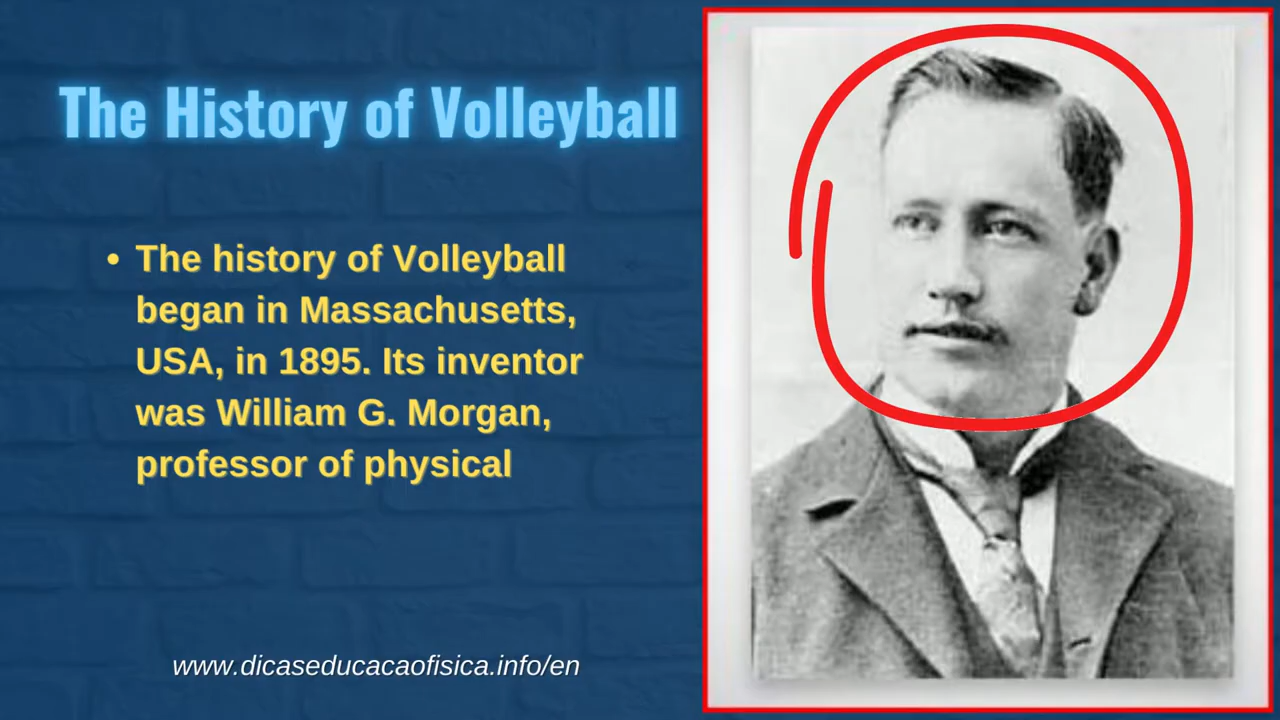 The History of Volleyball
• The history of Volleyball
began in Massachusetts,
USA, in 1895. Its inventor
was William G. Morgan,
professor of physical
www.dicaseducacaofisica.info/en